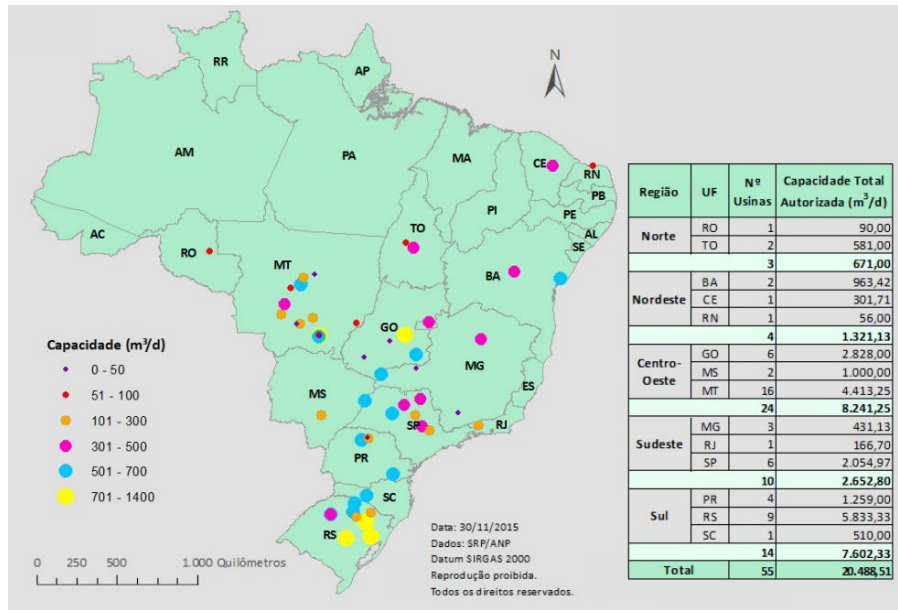 RR
AP
N
AM
PA
MA
CE
RN
PB
PI
PE
AL
SE
AC
RO
TO
MT
BA
GO
MG
MS
ES
SP
RJ
PR
SC
RS
Capacidade (m³/d)
0 - 50
51 - 100
101 - 300
301 - 500
501 - 700
701 - 1400
0 250 500 1.000 Quilômetros
Data: 30/11/2015
Dados: SRP/ANP
Datum SIRGAS 2000
Reprodução proibida.
Todos os direitos reservados.
Região UF Nº Usinas Capacidade Total Autorizada (m³/d)
Norte RO 1 90,00
TO 2 581,00
3 671,00
Nordeste BA 2 963,42
CE 1 301,71
RN 1 56,00
4 1.321,13
Centro-Oeste GO 6 2.828,00
MS 2 1.000,00
MT 16 4.413,25
24 8.241,25
Sudeste MG 3 431,13
RJ 1 166,70
SP 6 2.054,97
10 2.652,80
Sul PR 4 1.259,00
RS 9 5.833,33
SC 1 510,00
14 7.602,33
Total 55 20.488,51